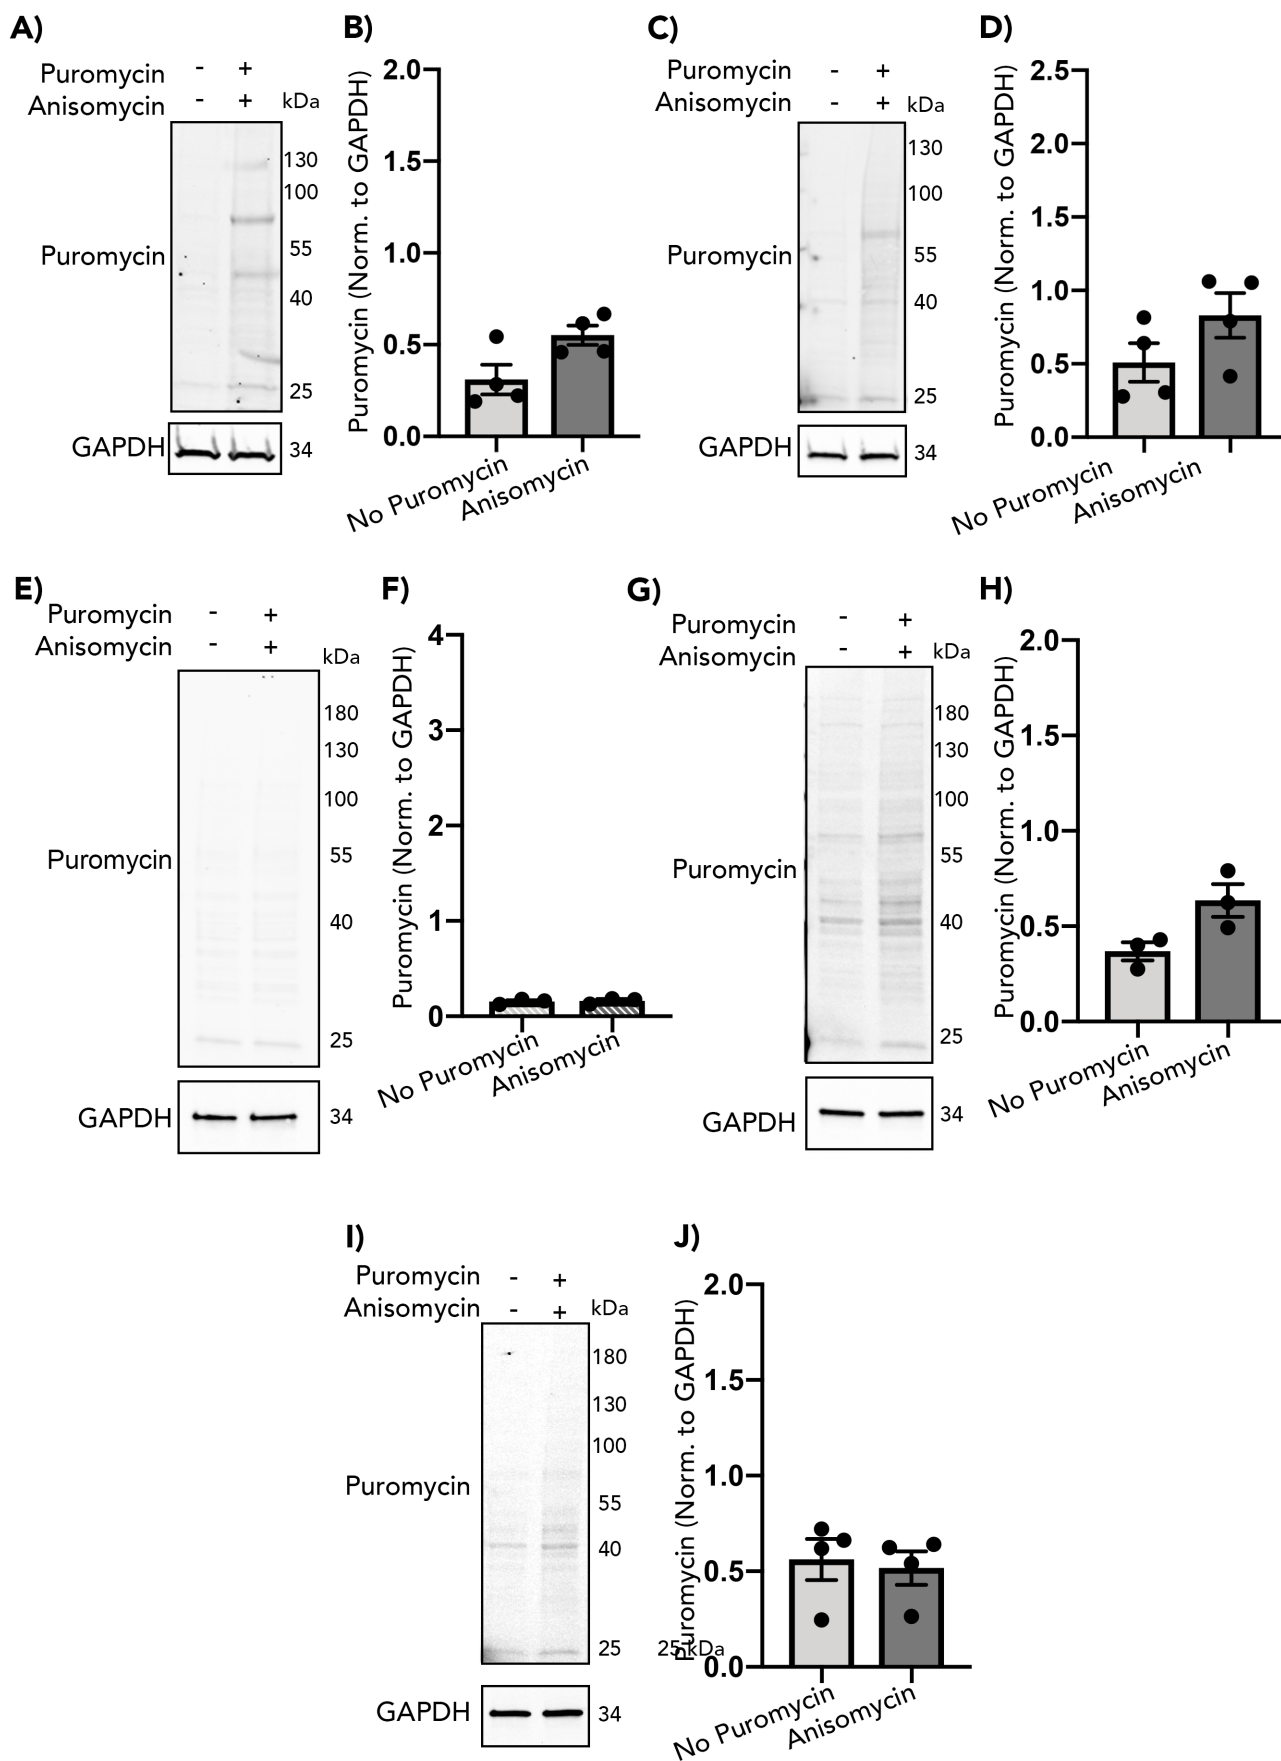 A)
Puromycin - +
Anisomycin - + kDa
130
100
Puromycin 55
40
25
GAPDH 34
B)
Puromycin (Norm. to GAPDH)
2.0
1.5
1.0
0.5
0.0
No Puromycin
Anisomycin
C)
Puromycin - +
Anisomycin - + kDa
130
100
Puromycin 55
40
25
GAPDH 34
D)
Puromycin (Norm. to GAPDH)
2.5
2.0
1.5
1.0
0.5
0.0
No Puromycin
Anisomycin
E)
Puromycin - +
Anisomycin - +
kDa
180
130
100
Puromycin 55
40
25
GAPDH 34
F)
Puromycin (Norm. to GAPDH)
4
3
2
1
0
No Puromycin
Anisomycin
G)
Puromycin - +
Anisomycin - + kDa
180
130
100
Puromycin 55
40
25
GAPDH 34
H)
Puromycin (Norm. to GAPDH)
2.0
1.5
1.0
0.5
0.0
No Puromycin
Anisomycin
I)
Puromycin - +
Anisomycin - + kDa
180
130
100
Puromycin
55
40
25
GAPDH 34
J)
Puromycin (Norm. to GAPDH)
2.0
1.5
1.0
0.5
25 kDa
0.0
No Puromycin
Anisomycin